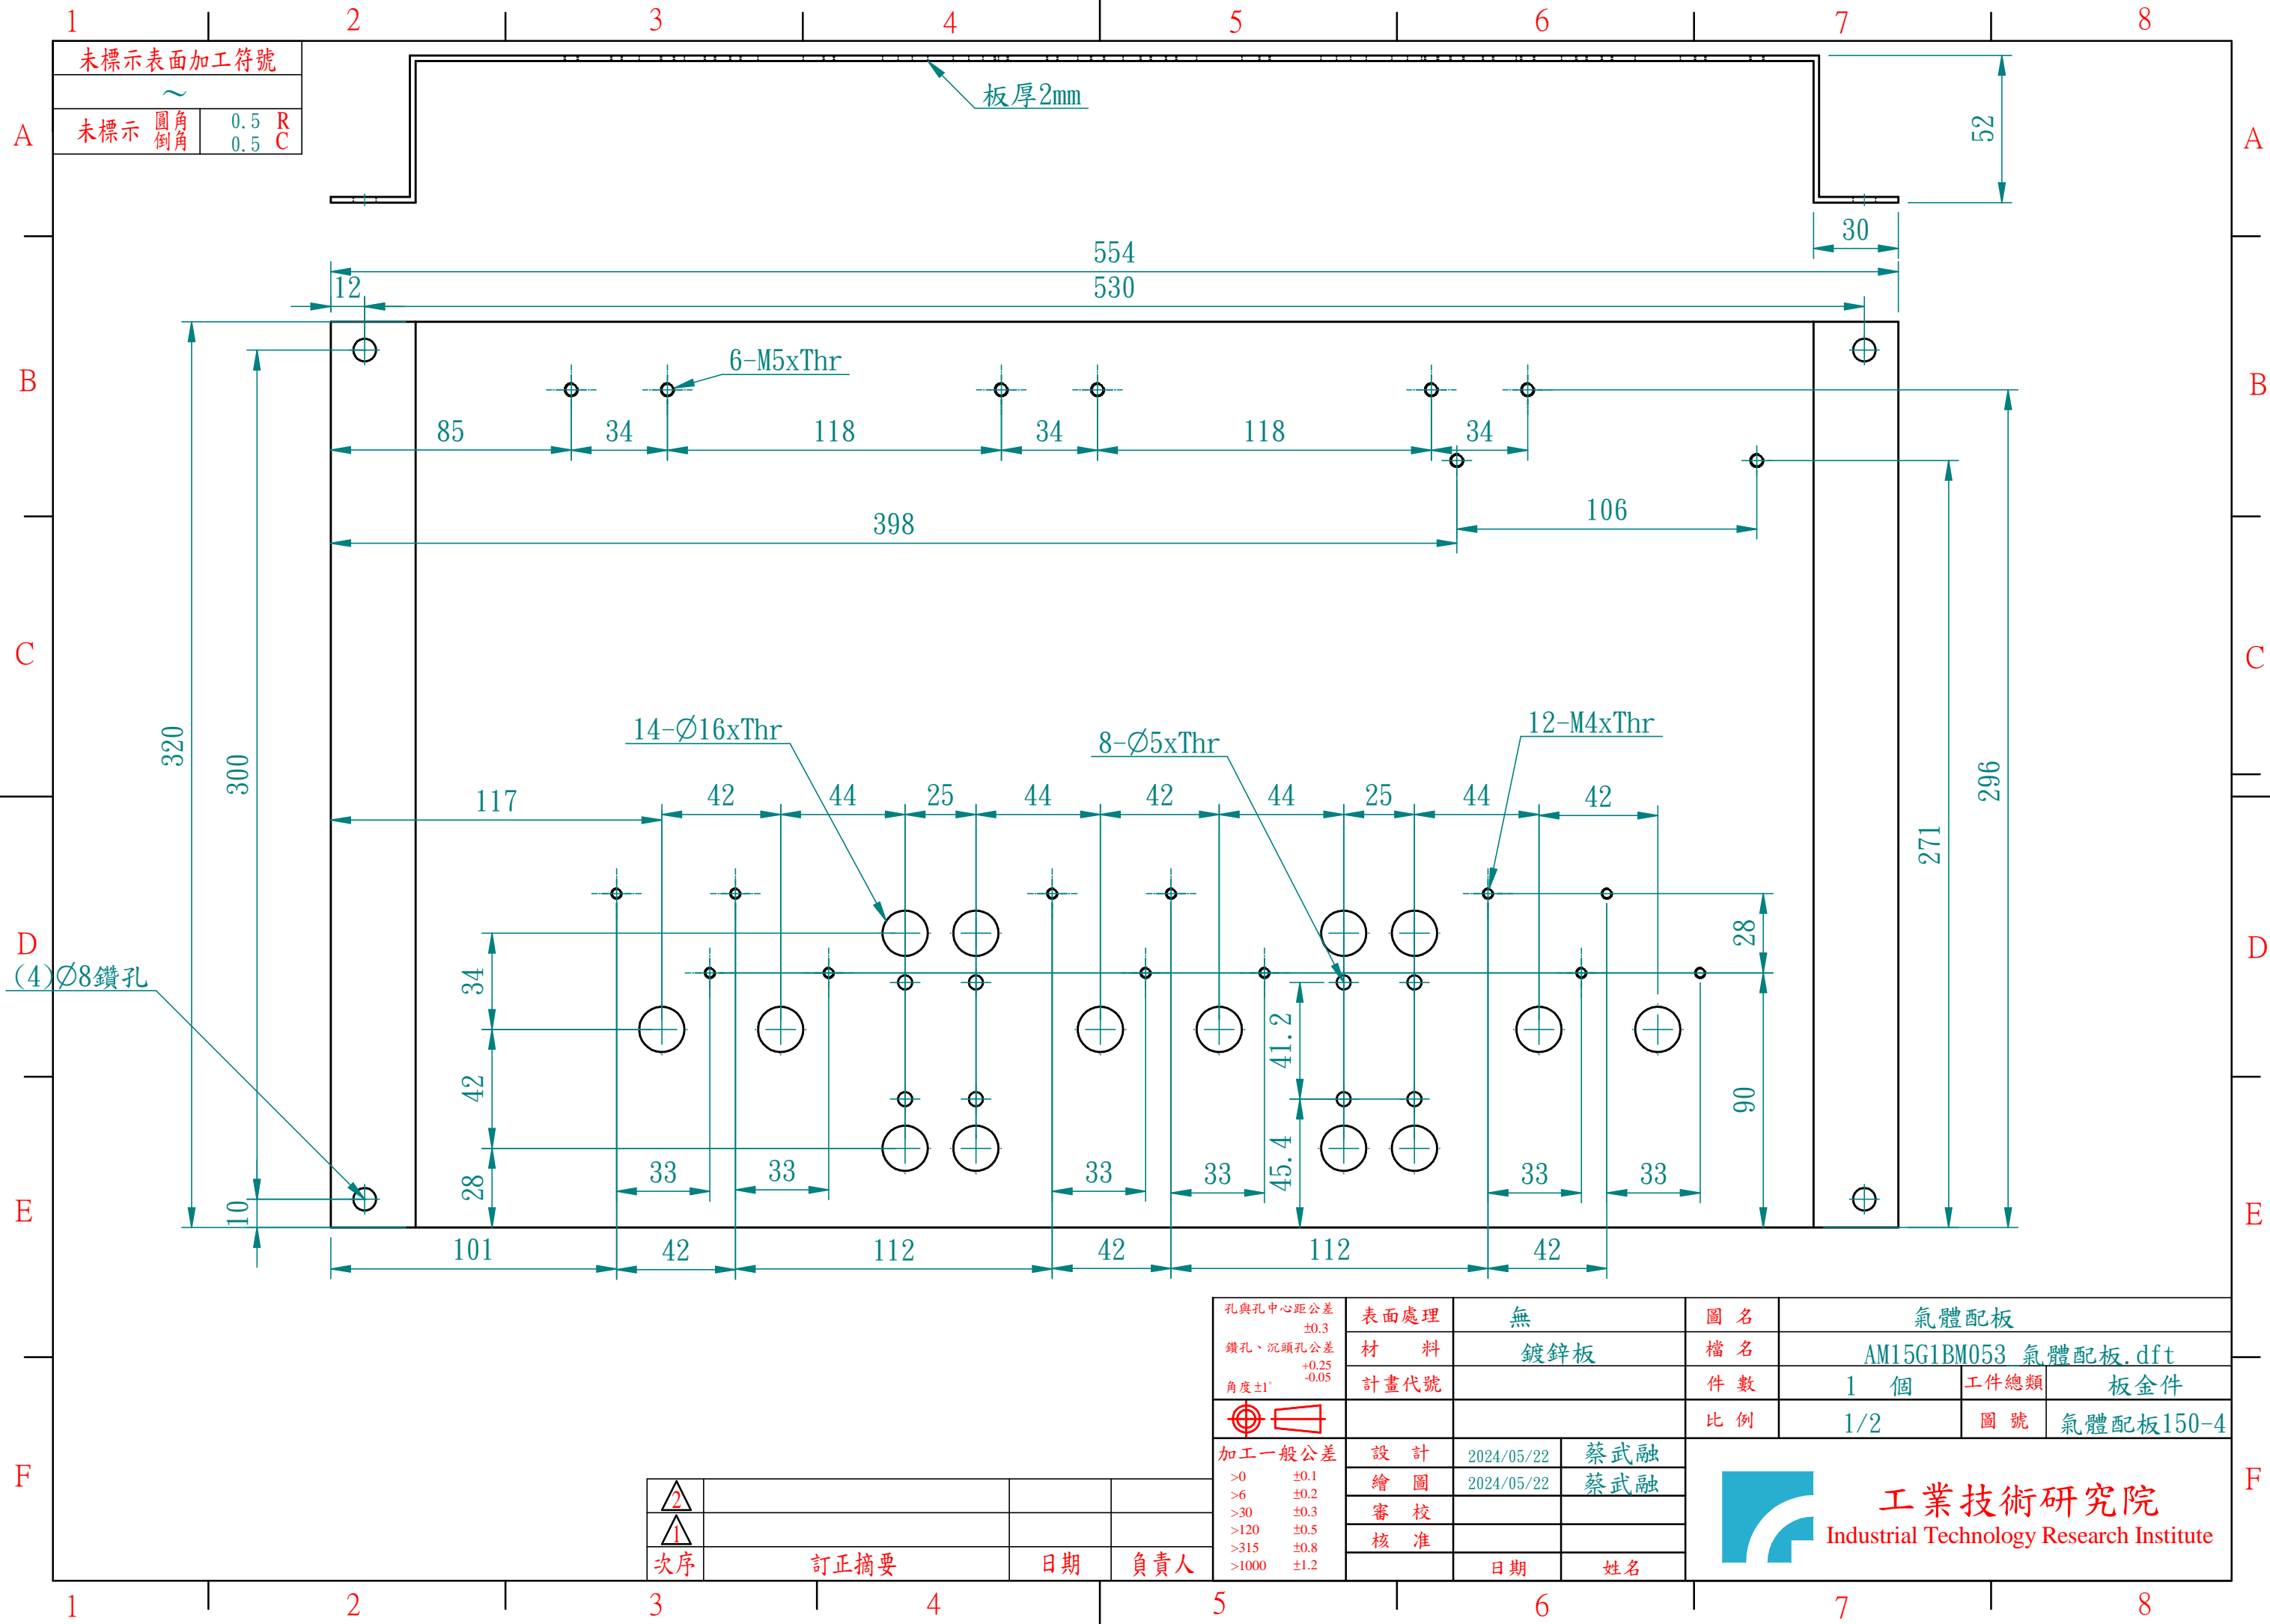 1 2 3 4 5 6 7 8
未標示表面加工符號
~
未標示 圓角 0.5 R
倒角 0.5 C
板厚2mm
A A
52
30
554
12 530
B B
6-M5xThr
85 34 118 34 118 34
398 106
C C
320 300
14-∅16xThr 8-∅5xThr 12-M4xThr
296
271
117 42 44 25 44 42 44 25 44 42
D D
(4)∅8鑽孔
34 28
41.2
42 90
45.4
28 33 33 33 33 33 33
10
E E
101 42 112 42 112 42
孔與孔中心距公差
±0.3
鑽孔、沉頭孔公差
+0.25
-0.05
角度±1°
表面處理 無 圖名 氣體配板
材料 鍍鋅板 檔名 AM15G1BM053 氣體配板.dft
計畫代號 件數 1 個 工件總類 板金件
比例 1/2 圖號 氣體配板150-4
加工一般公差
>0 ±0.1
>6 ±0.2
>30 ±0.3
>120 ±0.5
>315 ±0.8
>1000 ±1.2
設計 2024/05/22 蔡武融
繪圖 2024/05/22 蔡武融
審校
核准
日期 姓名
工業技術研究院
Industrial Technology Research Institute
F F
2
1
次序 訂正摘要 日期 負責人
1 2 3 4 5 6 7 8